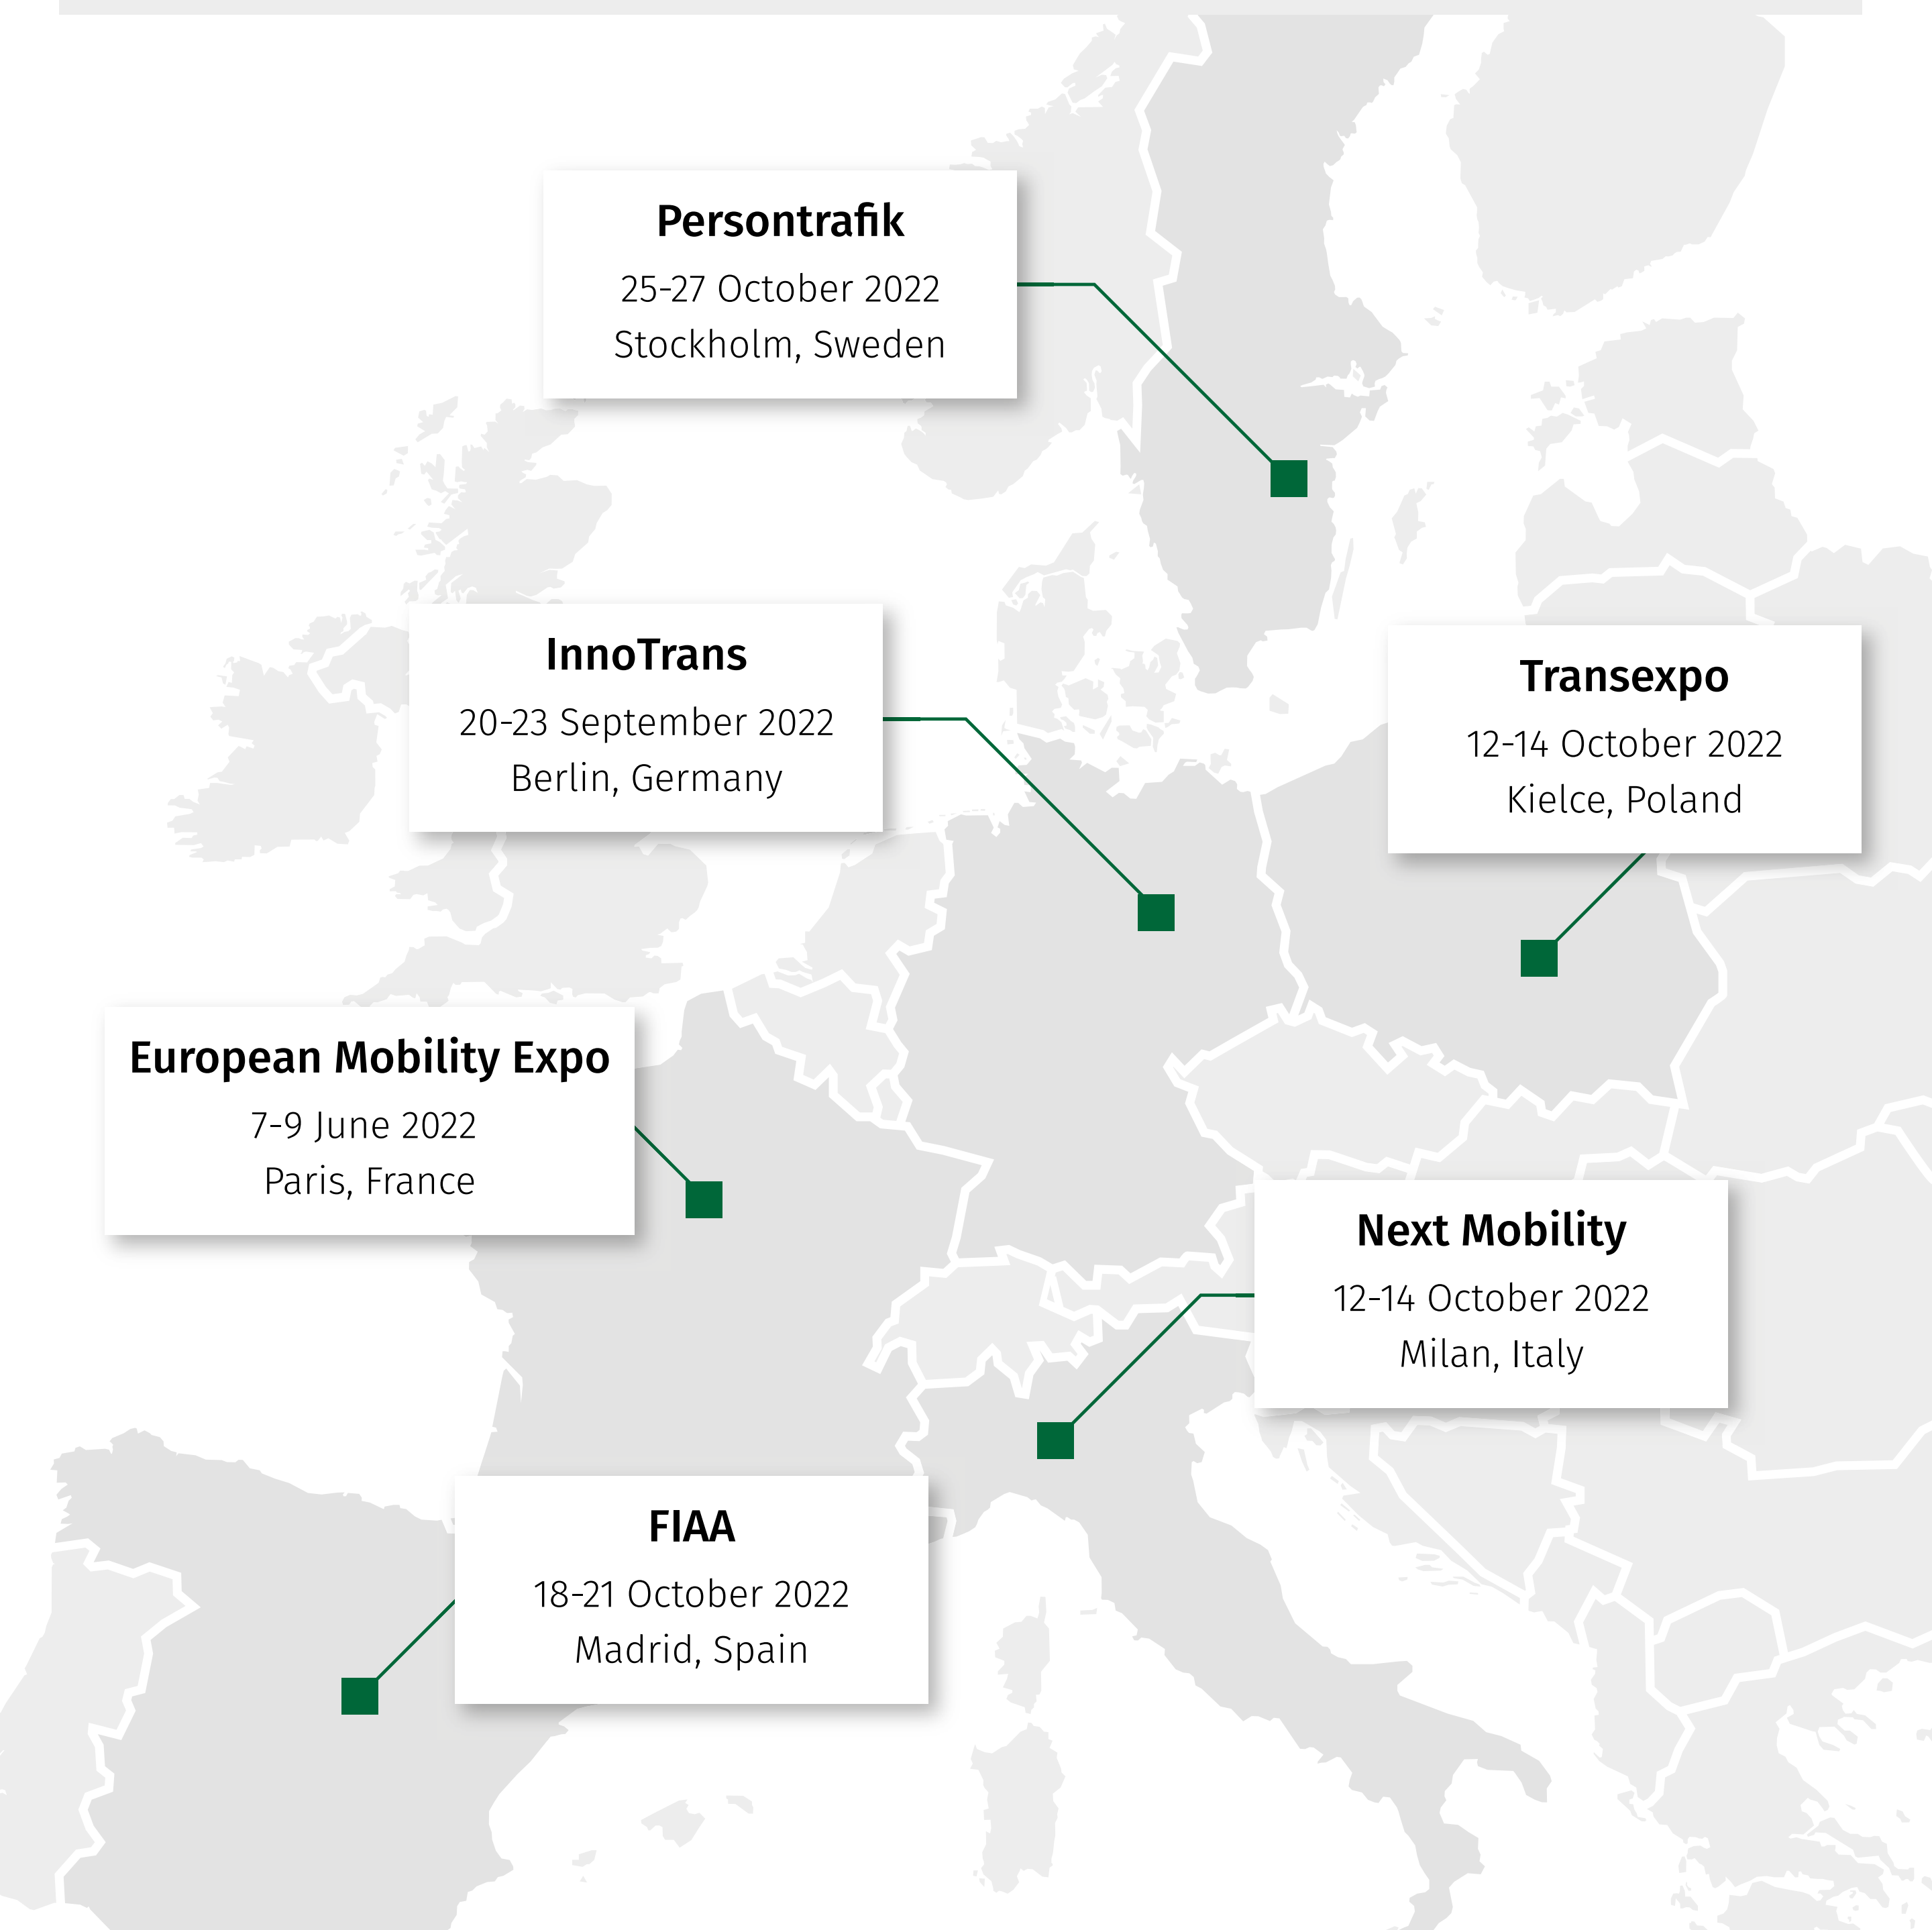 Persontrafik
25-27 October 2022
Stockholm, Sweden
InnoTrans
20-23 September 2022
Berlin, Germany
Transexpo
12-14 October 2022
Kielce, Poland
European Mobility Expo
7-9 June 2022
Paris, France
Next Mobility
12-14 October 2022
Milan, Italy
FIAA
18-21 October 2022
Madrid, Spain